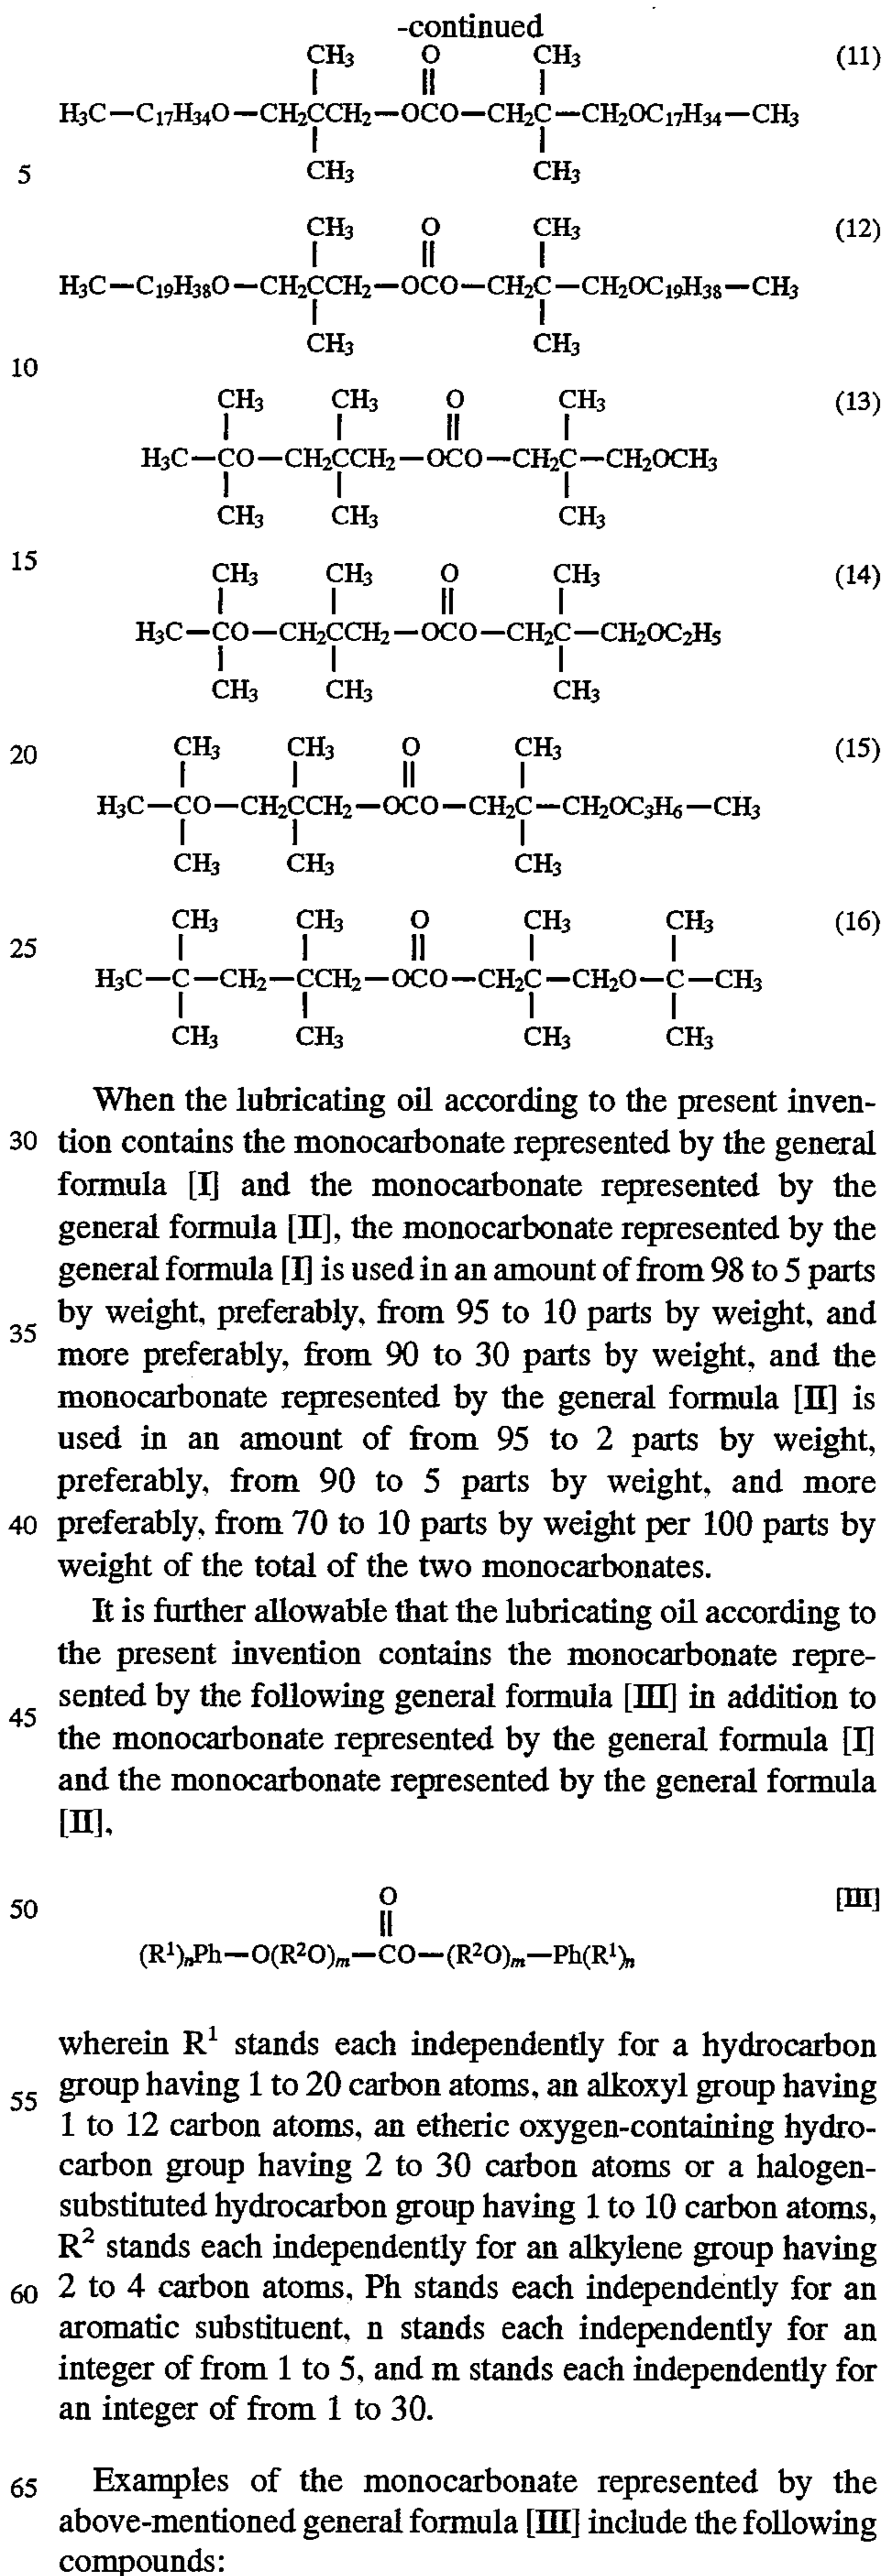 -continued
CH₃ O CH₃ (11)
H₃C—C₁₇H₃₄O—CH₂CCH₂—OCO—CH₂C—CH₂OC₁₇H₃₄—CH₃
CH₃ CH₃
5
CH₃ O CH₃ (12)
H₃C—C₁₉H₃₈O—CH₂CCH₂—OCO—CH₂C—CH₂OC₁₉H₃₈—CH₃
CH₃ CH₃
10
CH₃ CH₃ O CH₃ (13)
H₃C—CO—CH₂CCH₂—OCO—CH₂C—CH₂OCH₃
CH₃ CH₃ CH₃
15
CH₃ CH₃ O CH₃ (14)
H₃C—CO—CH₂CCH₂—OCO—CH₂C—CH₂OC₂H₅
CH₃ CH₃ CH₃
20 CH₃ CH₃ O CH₃ (15)
H₃C—CO—CH₂CCH₂—OCO—CH₂C—CH₂OC₃H₆—CH₃
CH₃ CH₃ CH₃
CH₃ CH₃ O CH₃ CH₃ (16)
25
H₃C—C—CH₂—CCH₂—OCO—CH₂C—CH₂O—C—CH₃
CH₃ CH₃ CH₃ CH₃
When the lubricating oil according to the present inven-
30 tion contains the monocarbonate represented by the general
formula [I] and the monocarbonate represented by the
general formula [II], the monocarbonate represented by the
general formula [I] is used in an amount of from 98 to 5 parts
by weight, preferably, from 95 to 10 parts by weight, and
35
more preferably, from 90 to 30 parts by weight, and the
monocarbonate represented by the general formula [II] is
used in an amount of from 95 to 2 parts by weight,
preferably, from 90 to 5 parts by weight, and more
40 preferably, from 70 to 10 parts by weight per 100 parts by
weight of the total of the two monocarbonates.
It is further allowable that the lubricating oil according to
the present invention contains the monocarbonate repre-
sented by the following general formula [III] in addition to
45
the monocarbonate represented by the general formula [I]
and the monocarbonate represented by the general formula
[II],
50 O [III]
(R¹)ₙPh—O(R²O)ₘ—CO—(R²O)ₘ—Ph(R¹)ₙ
wherein R¹ stands each independently for a hydrocarbon
55 group having 1 to 20 carbon atoms, an alkoxyl group having
1 to 12 carbon atoms, an etheric oxygen-containing hydro-
carbon group having 2 to 30 carbon atoms or a halogen-
substituted hydrocarbon group having 1 to 10 carbon atoms,
R² stands each independently for an alkylene group having
60 2 to 4 carbon atoms, Ph stands each independently for an
aromatic substituent, n stands each independently for an
integer of from 1 to 5, and m stands each independently for
an integer of from 1 to 30.
65 Examples of the monocarbonate represented by the
above-mentioned general formula [III] include the following
compounds: